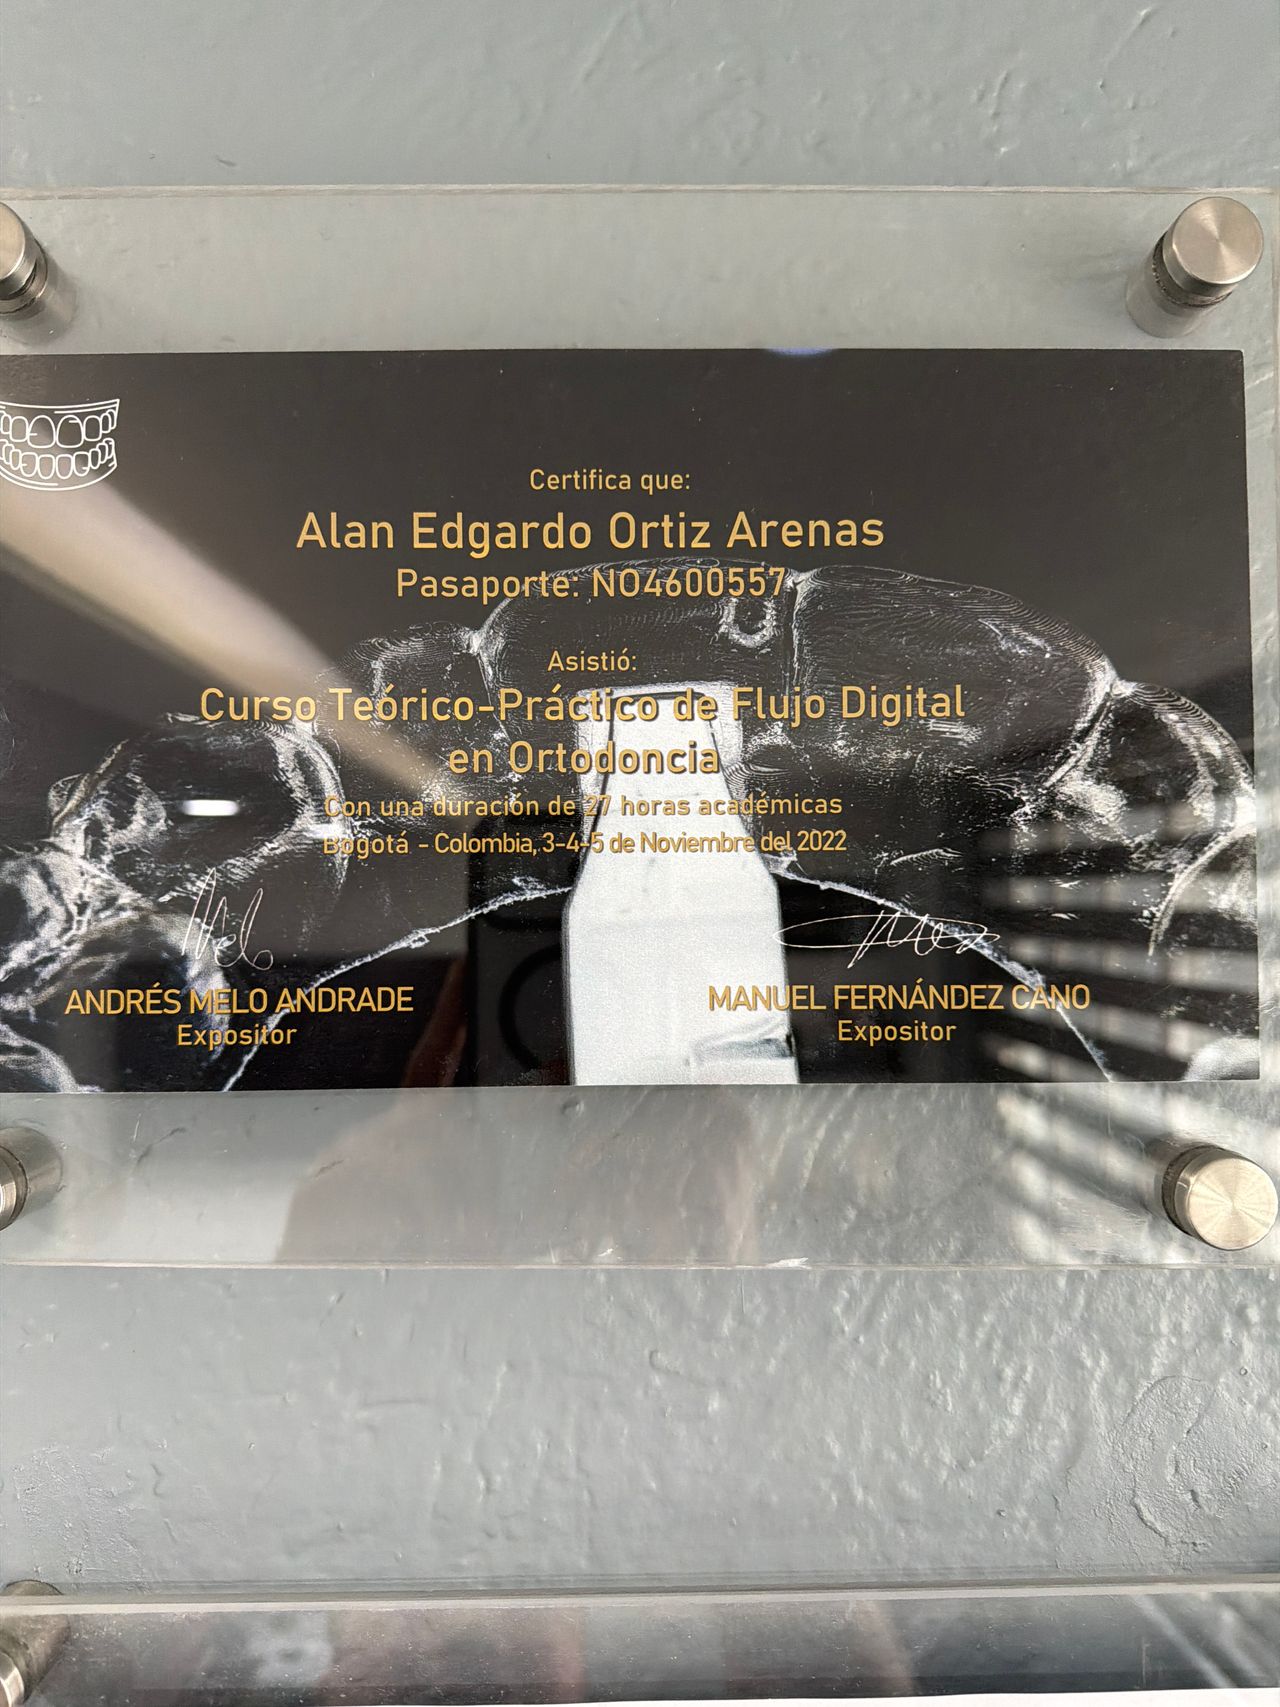 Certifica que:
Alan Edgardo Ortiz Arenas
Pasaporte: NO4600557
Asistió:
Curso Teórico-Práctico de Flujo Digital
en Ortodoncia
Con una duración de 27 horas académicas
Bogotá - Colombia, 3-4-5 de Noviembre del 2022
Melo
ANDRÉS MELO ANDRADE
Expositor
MANUEL FERNÁNDEZ CANO
Expositor